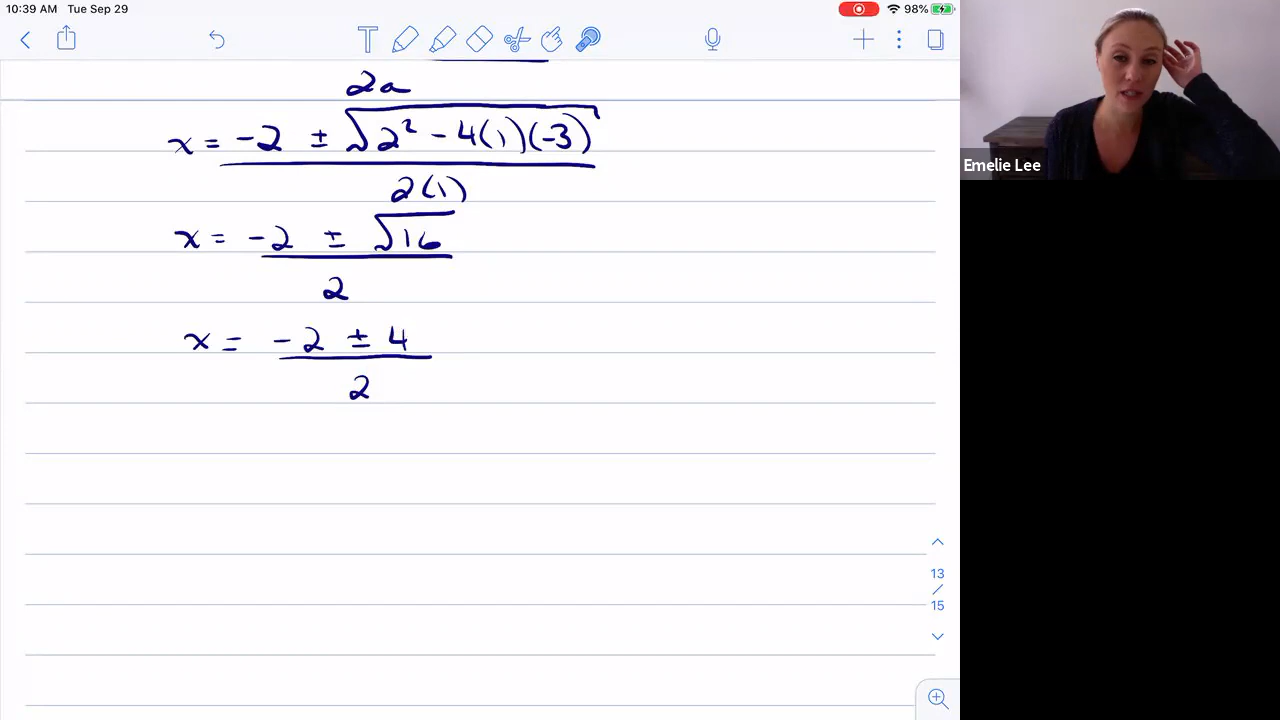 10:39 AM Tue Sep 29
98%
2a
x = -2 ± √2² - 4(1)(-3)
2(1)
x = -2 ± √16
2
x = -2 ± 4
2
Emelie Lee
13
/
15